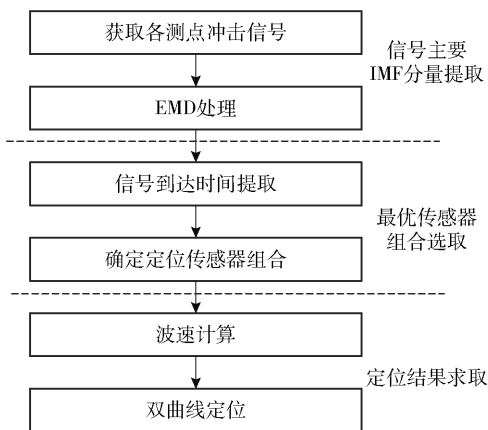 获取各测点冲击信号
信号主要
IMF分量提取
EMD处理
信号到达时间提取
最优传感器
组合选取
确定定位传感器组合
波速计算
定位结果求取
双曲线定位